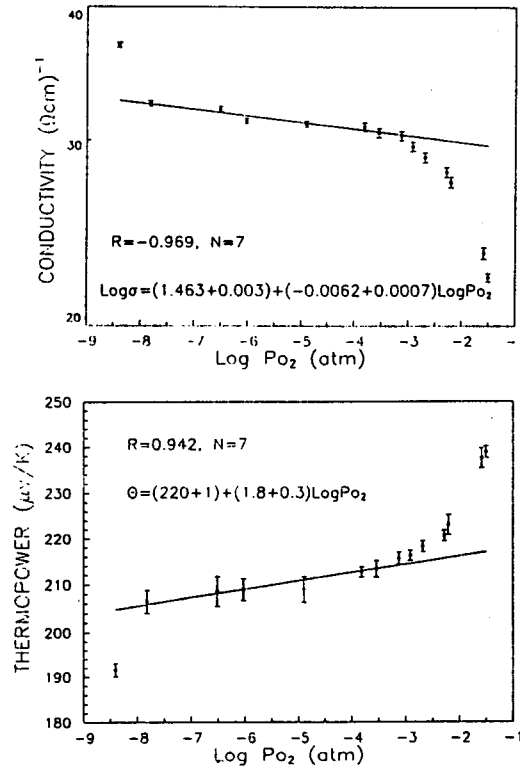 40
30
20
CONDUCTIVITY (Ωcm)⁻¹
R=-0.969, N=7
Logσ=(1.463+0.003)+(-0.0062+0.0007)LogPo₂
-9 -8 -7 -6 -5 -4 -3 -2 -
Log Po₂ (atm)
250
240
230
220
210
200
190
180
THERMOPOWER (μv/K)
R=0.942, N=7
Θ=(220+1)+(1.8+0.3)LogPo₂
-9 -8 -7 -6 -5 -4 -3 -2 -1
Log Po₂ (atm)